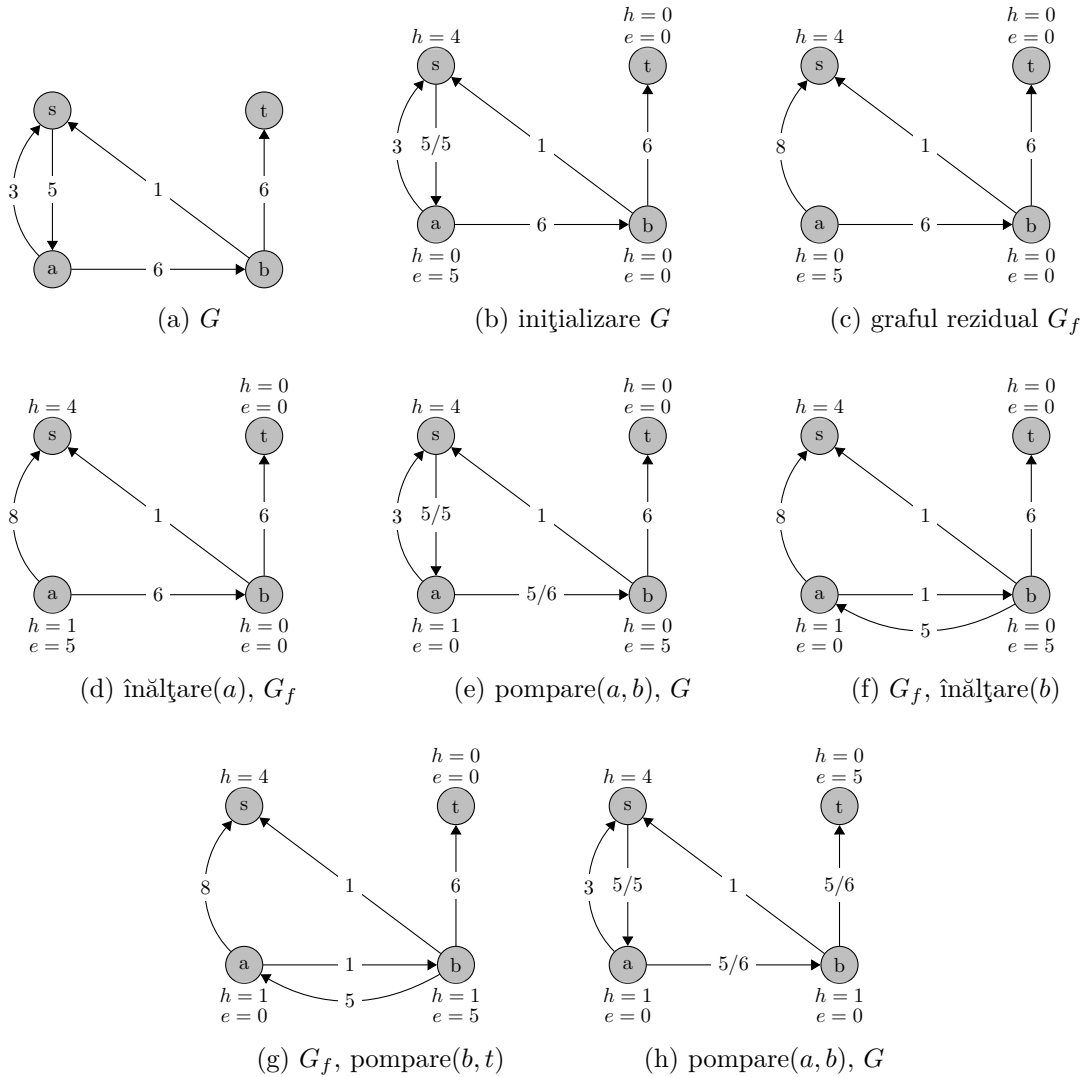 s
t
3
5
1
6
a
6
b
(a) G
h = 0
h = 4
e = 0
s
t
3
5/5
1
6
a
6
b
h = 0
h = 0
e = 5
e = 0
(b) iniţializare G
h = 0
h = 4
e = 0
s
t
8
1
6
a
6
b
h = 0
h = 0
e = 5
e = 0
(c) graful rezidual G_f
h = 0
h = 4
e = 0
s
t
8
1
6
a
6
b
h = 1
h = 0
e = 5
e = 0
(d) înălţare(a), G_f
h = 0
h = 4
e = 0
s
t
3
5/5
1
6
a
5/6
b
h = 1
h = 0
e = 0
e = 5
(e) pompare(a, b), G
h = 0
h = 4
e = 0
s
t
8
1
6
a
1
b
5
h = 1
h = 0
e = 0
e = 5
(f) G_f, înălţare(b)
h = 0
h = 4
e = 0
s
t
8
1
6
a
1
b
5
h = 1
h = 1
e = 0
e = 5
(g) G_f, pompare(b, t)
h = 0
h = 4
e = 5
s
t
3
5/5
1
5/6
a
5/6
b
h = 1
h = 1
e = 0
e = 0
(h) pompare(a, b), G